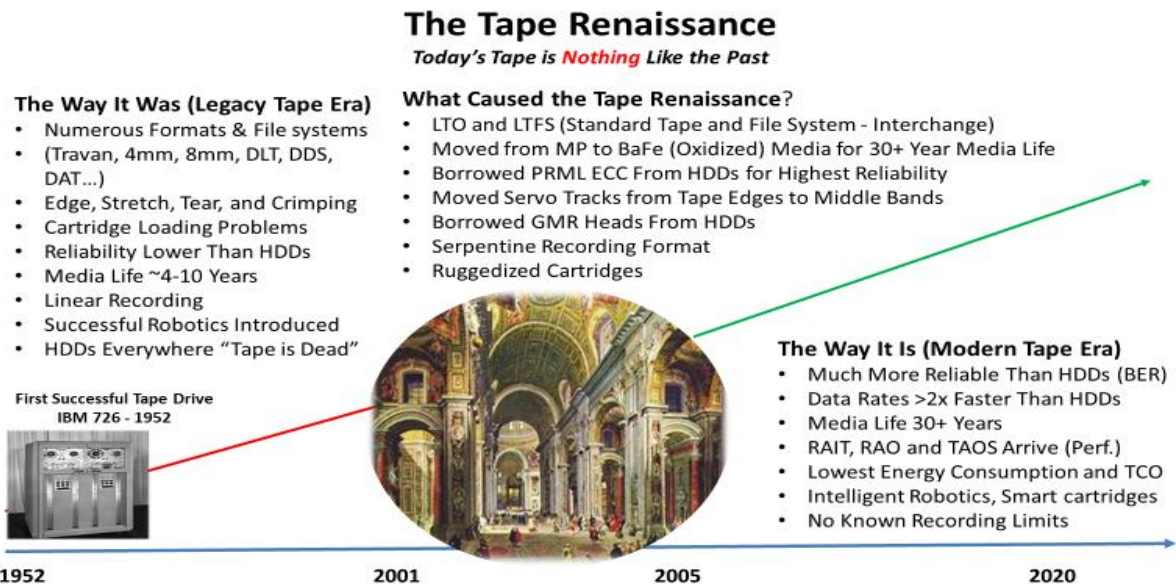 The Tape Renaissance
Today's Tape is Nothing Like the Past
The Way It Was (Legacy Tape Era)
• Numerous Formats & File systems
• (Travan, 4mm, 8mm, DLT, DDS,
DAT...)
• Edge, Stretch, Tear, and Crimping
• Cartridge Loading Problems
• Reliability Lower Than HDDs
• Media Life ~4-10 Years
• Linear Recording
• Successful Robotics Introduced
• HDDs Everywhere “Tape is Dead”
What Caused the Tape Renaissance?
• LTO and LTFS (Standard Tape and File System - Interchange)
• Moved from MP to BaFe (Oxidized) Media for 30+ Year Media Life
• Borrowed PRML ECC From HDDs for Highest Reliability
• Moved Servo Tracks from Tape Edges to Middle Bands
• Borrowed GMR Heads From HDDs
• Serpentine Recording Format
• Ruggedized Cartridges
First Successful Tape Drive
IBM 726 - 1952
The Way It Is (Modern Tape Era)
• Much More Reliable Than HDDs (BER)
• Data Rates >2x Faster Than HDDs
• Media Life 30+ Years
• RAIT, RAO and TAOS Arrive (Perf.)
• Lowest Energy Consumption and TCO
• Intelligent Robotics, Smart cartridges
• No Known Recording Limits
1952
2001
2005
2020